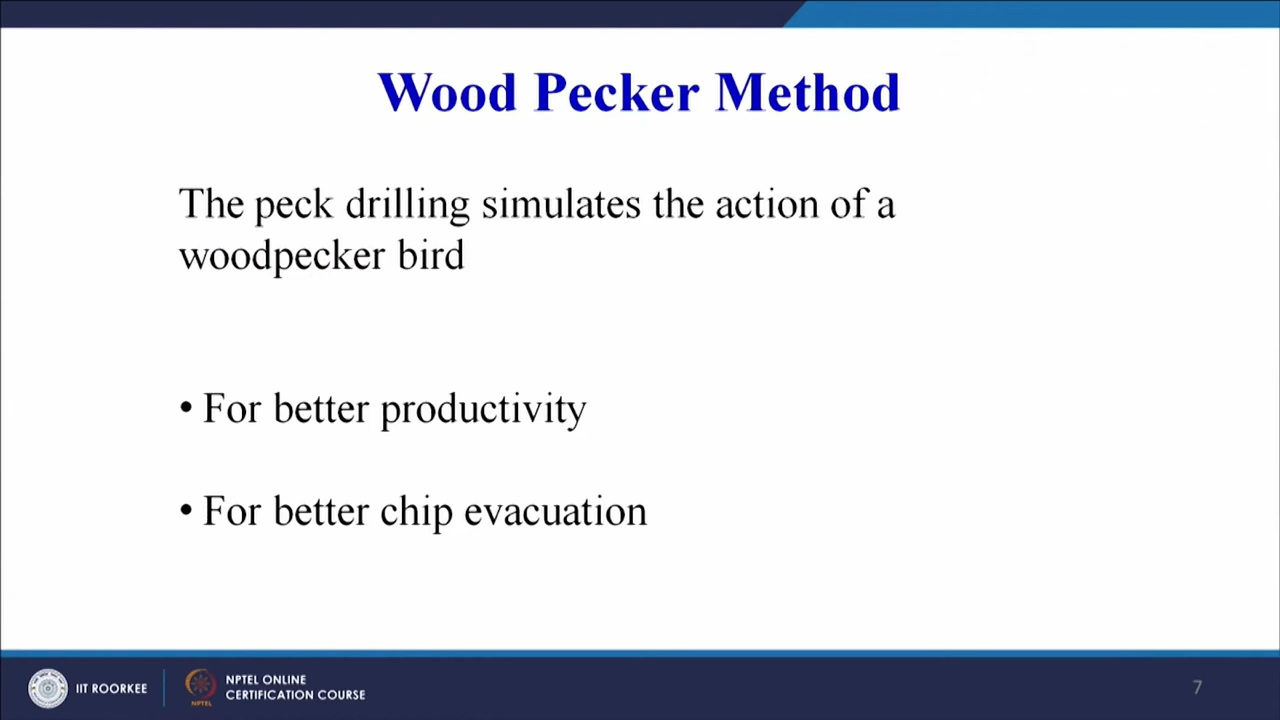 Wood Pecker Method
The peck drilling simulates the action of a
woodpecker bird
• For better productivity
• For better chip evacuation
IIT ROORKEE
NPTEL
NPTEL ONLINE
CERTIFICATION COURSE
7